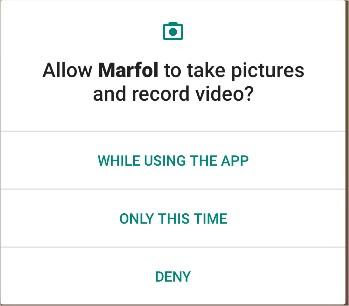 Allow Marfol to take pictures
and record video?
WHILE USING THE APP
ONLY THIS TIME
DENY